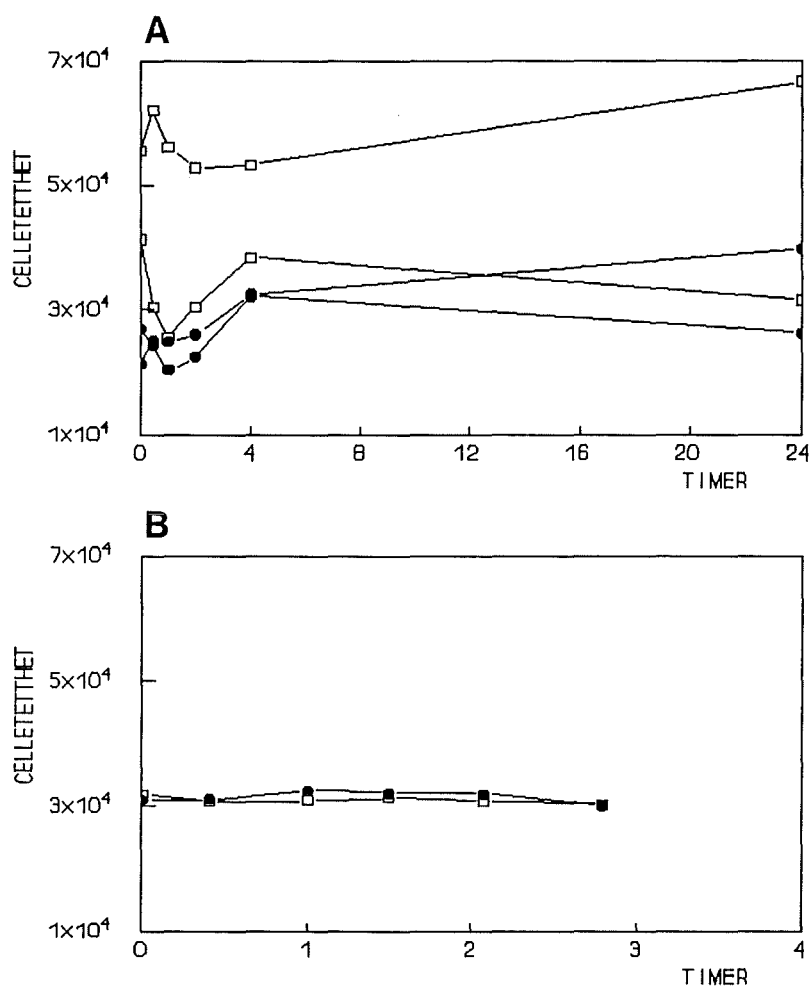 A
7x10⁴
5x10⁴
3x10⁴
1x10⁴
CELLETETTHET
0 4 8 12 16 20 24
TIMER
B
7x10⁴
5x10⁴
3x10⁴
1x10⁴
CELLETETTHET
0 1 2 3 4
TIMER